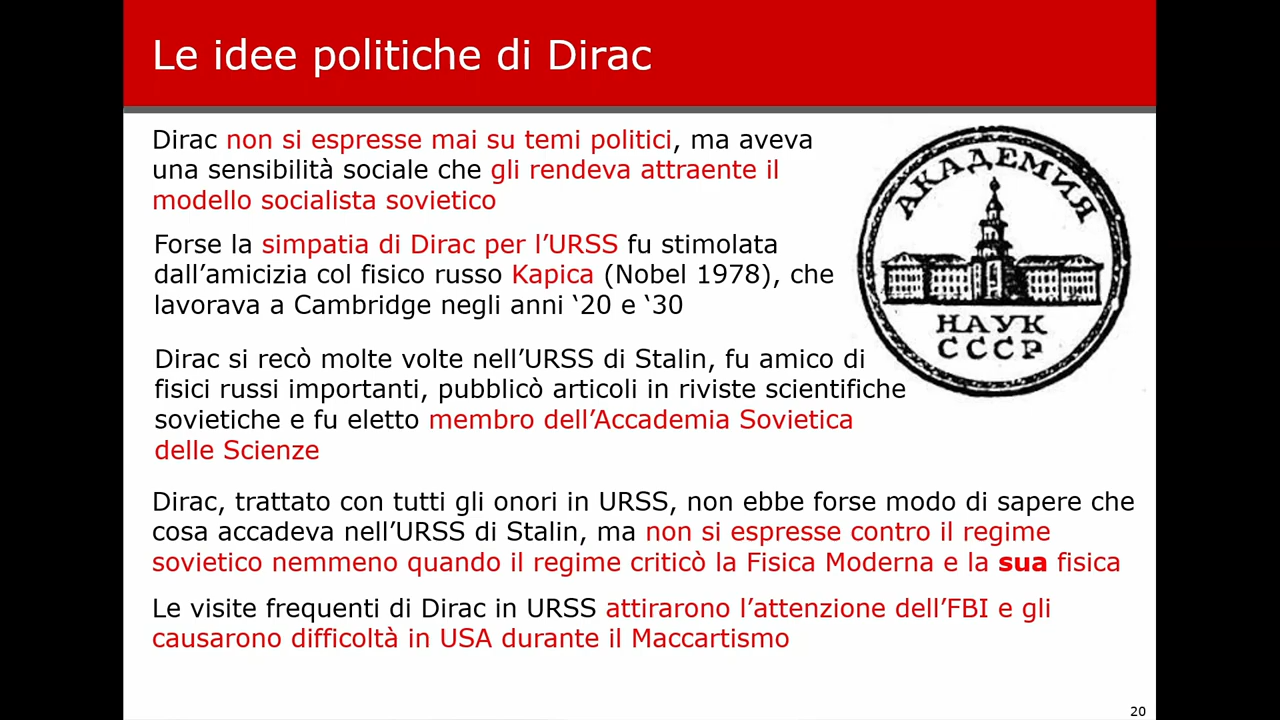 Le idee politiche di Dirac
Dirac non si espresse mai su temi politici, ma aveva
una sensibilità sociale che gli rendeva attraente il
modello socialista sovietico
Forse la simpatia di Dirac per l’URSS fu stimolata
dall’amicizia col fisico russo Kapica (Nobel 1978), che
lavorava a Cambridge negli anni ‘20 e ‘30
Dirac si recò molte volte nell’URSS di Stalin, fu amico di
fisici russi importanti, pubblicò articoli in riviste scientifiche
sovietiche e fu eletto membro dell’Accademia Sovietica
delle Scienze
Dirac, trattato con tutti gli onori in URSS, non ebbe forse modo di sapere che
cosa accadeva nell’URSS di Stalin, ma non si espresse contro il regime
sovietico nemmeno quando il regime criticò la Fisica Moderna e la sua fisica
Le visite frequenti di Dirac in URSS attirarono l’attenzione dell’FBI e gli
causarono difficoltà in USA durante il Maccartismo
АКАДЕМИЯ
НАУК
СССР
20